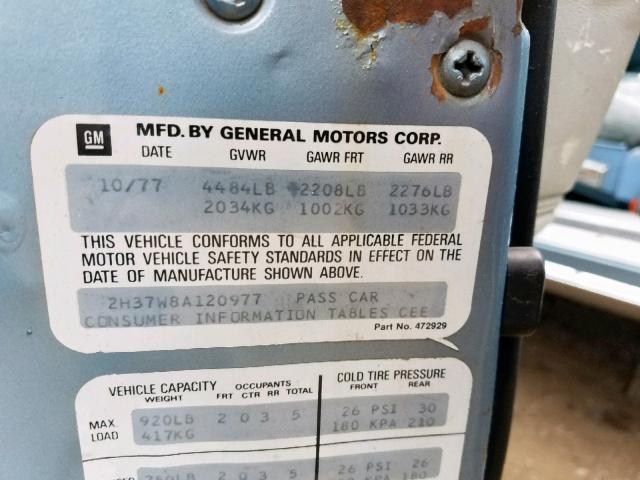 GM
MFD. BY GENERAL MOTORS CORP.
DATE GVWR GAWR FRT GAWR RR
10/77 4484LB 2208LB 2276LB
2034KG 1002KG 1033KG
THIS VEHICLE CONFORMS TO ALL APPLICABLE FEDERAL
MOTOR VEHICLE SAFETY STANDARDS IN EFFECT ON THE
DATE OF MANUFACTURE SHOWN ABOVE.
2H37W8A120977 PASS CAR
CONSUMER INFORMATION TABLES CEE
Part No. 472929
VEHICLE CAPACITY OCCUPANTS COLD TIRE PRESSURE
WEIGHT FRT CTR RR TOTAL FRONT REAR
MAX. 920LB 2 0 3 5 26 PSI 30
LOAD 417KG 180 KPA 210
760LB 2 0 3 5 26 PSI 26
180 KPA 180